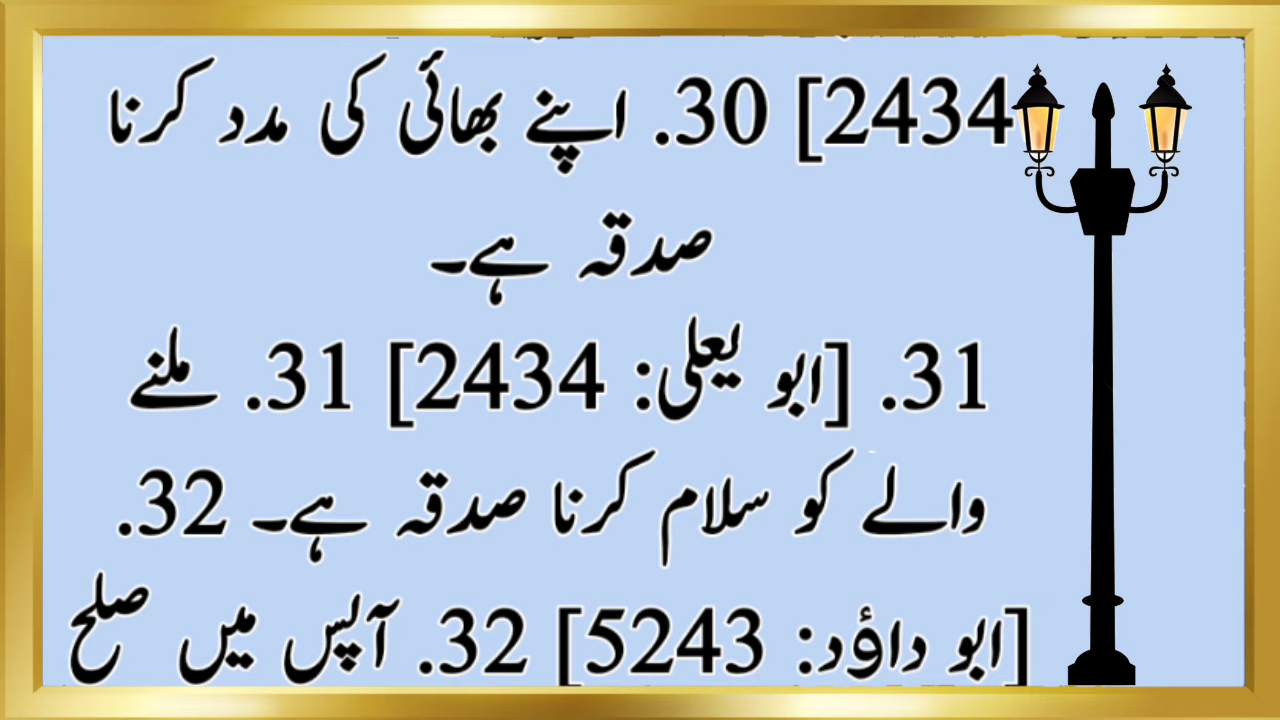 2434] 30. اپنے بھائی کی مدد کرنا
صدقہ ہے۔
31. [ابو یعلی: 2434] 31. ملنے
والے کو سلام کرنا صدقہ ہے۔ 32.
[ابو داؤد: 5243] 32. آپس میں صلح